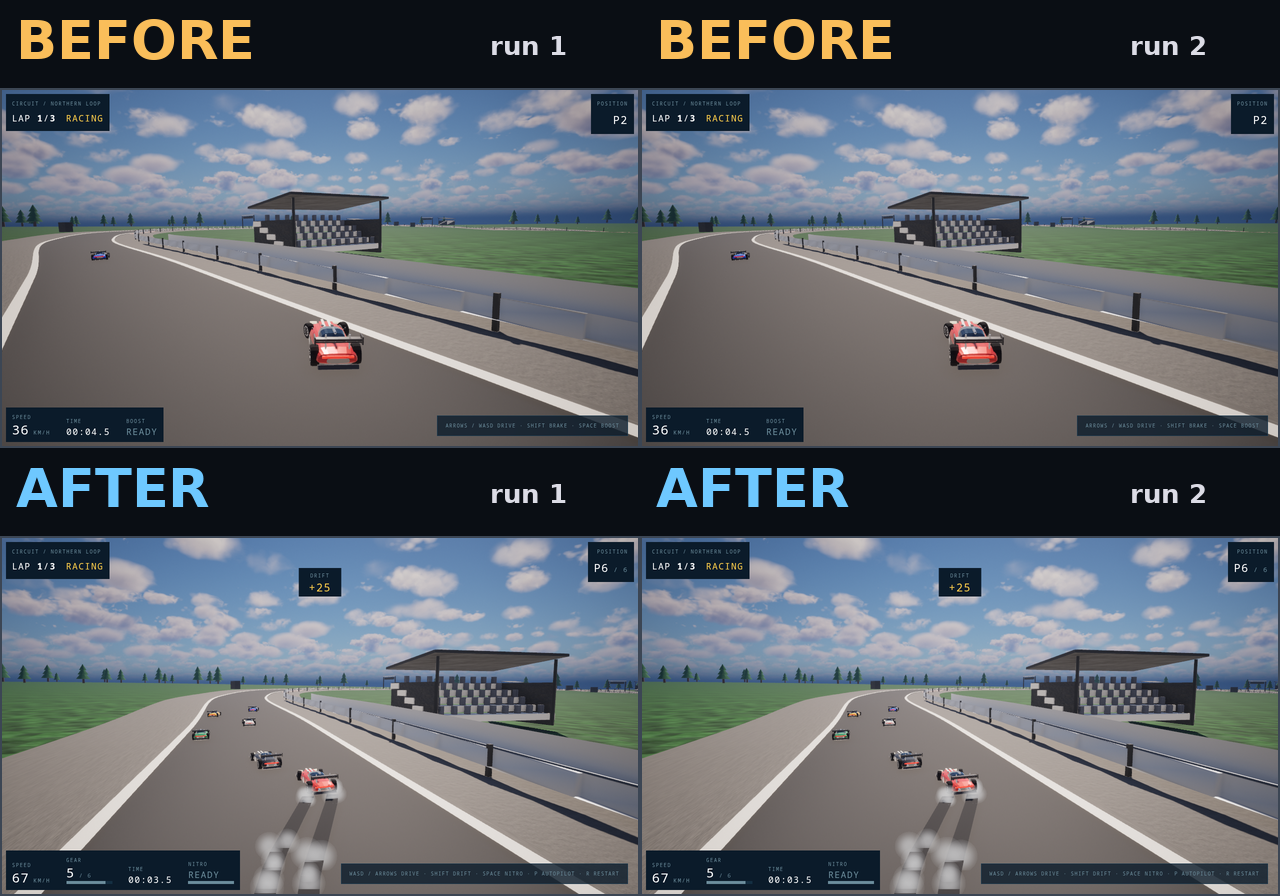 BEFORE run 1 BEFORE run 2
CIRCUIT / NORTHERN LOOP
LAP 1/3 RACING
POSITION
P2
CIRCUIT / NORTHERN LOOP
LAP 1/3 RACING
POSITION
P2
SPEED
36 KM/H
TIME
00:04.5
BOOST
READY
ARROWS / WASD DRIVE · SHIFT BRAKE · SPACE BOOST
SPEED
36 KM/H
TIME
00:04.5
BOOST
READY
ARROWS / WASD DRIVE · SHIFT BRAKE · SPACE BOOST
AFTER run 1 AFTER run 2
CIRCUIT / NORTHERN LOOP
LAP 1/3 RACING
DRIFT
+25
POSITION
P6 / 6
CIRCUIT / NORTHERN LOOP
LAP 1/3 RACING
DRIFT
+25
POSITION
P6 / 6
SPEED
67 KM/H
GEAR
5 / 6
TIME
00:03.5
NITRO
READY
WASD / ARROWS DRIVE · SHIFT DRIFT · SPACE NITRO · P AUTOPILOT · R RESTART
SPEED
67 KM/H
GEAR
5 / 6
TIME
00:03.5
NITRO
READY
WASD / ARROWS DRIVE · SHIFT DRIFT · SPACE NITRO · P AUTOPILOT · R RESTART